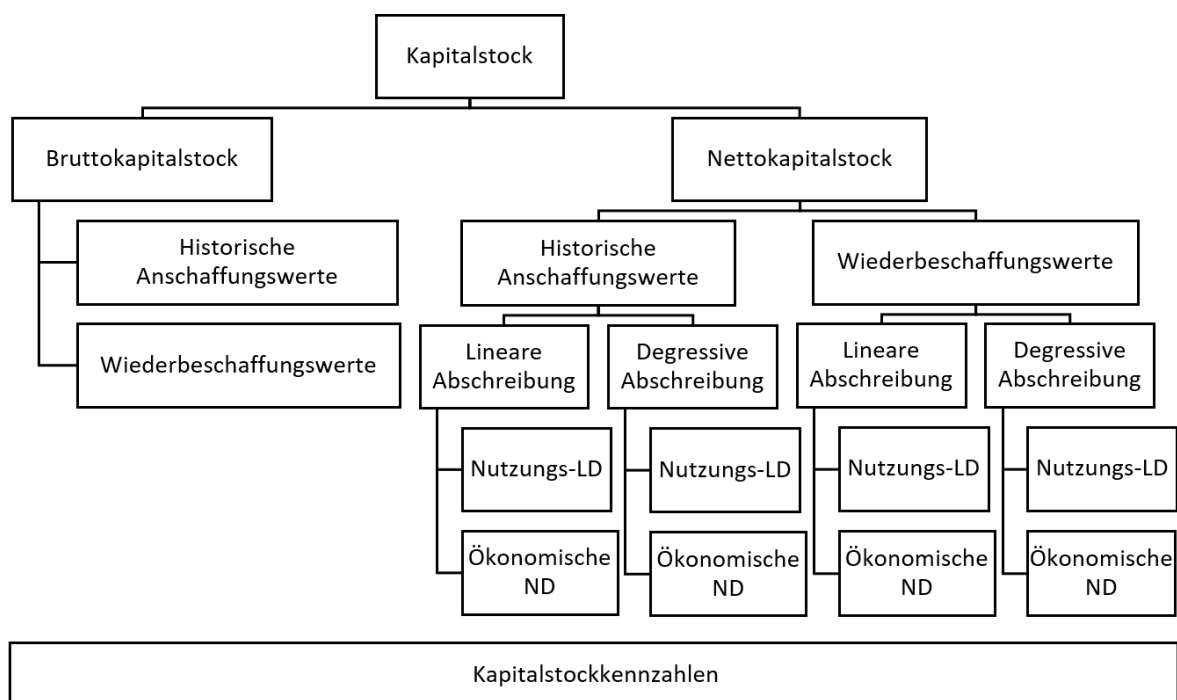 Kapitalstock
Bruttokapitalstock
Nettokapitalstock
Historische
Anschaffungswerte
Wiederbeschaffungswerte
Historische
Anschaffungswerte
Wiederbeschaffungswerte
Lineare
Abschreibung
Degressive
Abschreibung
Lineare
Abschreibung
Degressive
Abschreibung
Nutzungs-LD
Nutzungs-LD
Nutzungs-LD
Nutzungs-LD
Ökonomische
ND
Ökonomische
ND
Ökonomische
ND
Ökonomische
ND
Kapitalstockkennzahlen